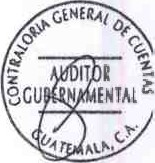 CONTRALORIA GENERAL DE CUENTAS
AUDITOR
GUBERNAMENTAL
GUATEMALA, C.A.